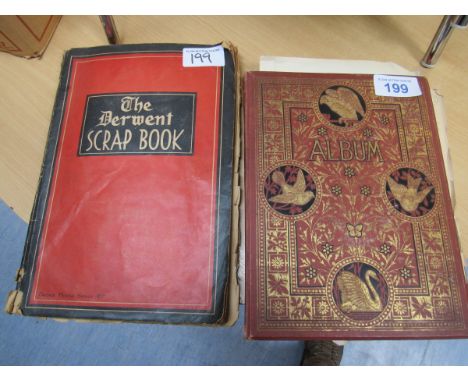 199
The
Derwent
SCRAP BOOK
199
ALBUM